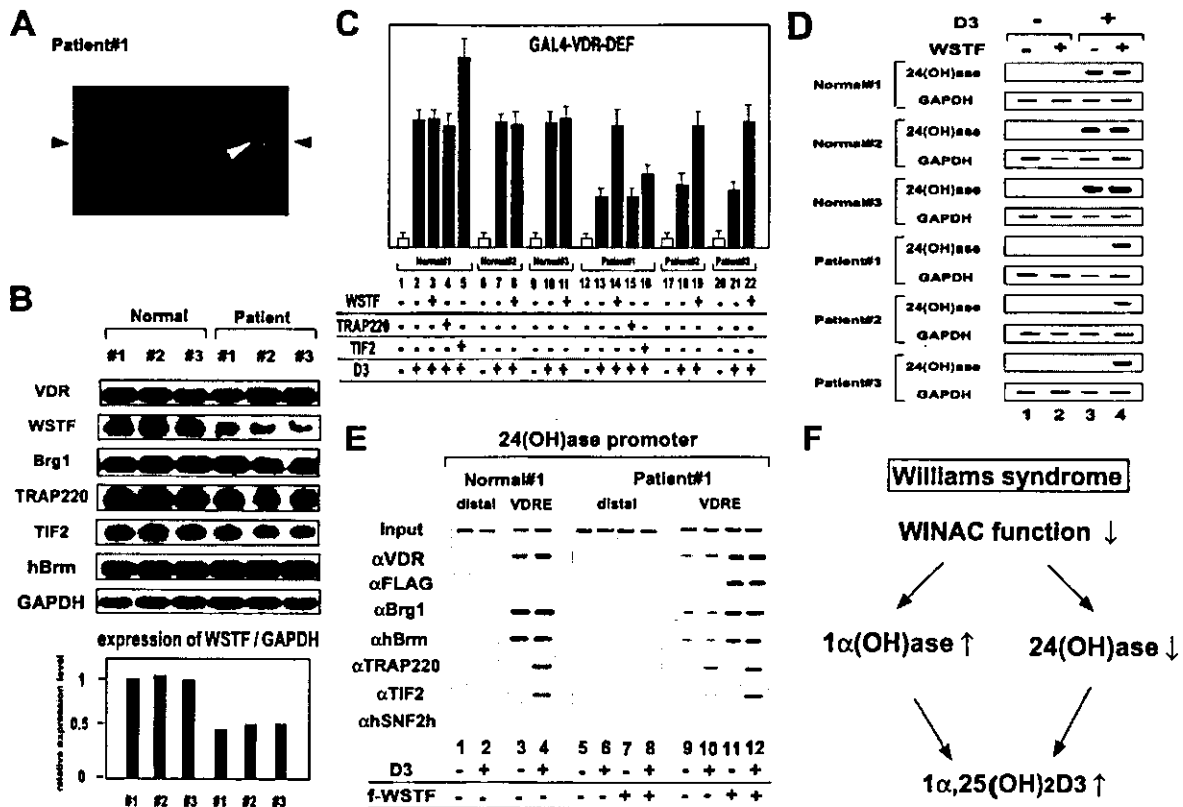 A
Patient#1
B
Normal Patient
#1 #2 #3 #1 #2 #3
VDR
WSTF
Brg1
TRAP220
TIF2
hBrm
GAPDH
expression of WSTF / GAPDH
relative expression level
1
0.5
0
#1 #2 #3 #1 #2 #3
C
GAL4-VDR-DEF
Normal#1 Normal#2 Normal#3 Patient#1 Patient#2 Patient#3
1 2 3 4 5 6 7 8 9 10 11 12 13 14 15 16 17 18 19 20 21 22
WSTF - - + - - - - + - - + - - + - - - - + - - +
TRAP220 - - - + - - - - - - - - - - + - - - - - - -
TIF2 - - - - + - - - - - - - - - - + - - - - - -
D3 - + + + + - + + - + + - + + + + - + + - + +
D
D3 - +
WSTF - + - +
Normal#1 24(OH)ase
GAPDH
Normal#2 24(OH)ase
GAPDH
Normal#3 24(OH)ase
GAPDH
Patient#1 24(OH)ase
GAPDH
Patient#2 24(OH)ase
GAPDH
Patient#3 24(OH)ase
GAPDH
1 2 3 4
E
24(OH)ase promoter
Normal#1 Patient#1
distal VDRE distal VDRE
Input
αVDR
αFLAG
αBrg1
αhBrm
αTRAP220
αTIF2
αhSNF2h
1 2 3 4 5 6 7 8 9 10 11 12
D3 - + - + - + - + - + - +
f-WSTF - - - - - - + + - - + +
F
Williams syndrome
WINAC function ↓
1α(OH)ase ↑ 24(OH)ase ↓
1α,25(OH)2D3 ↑